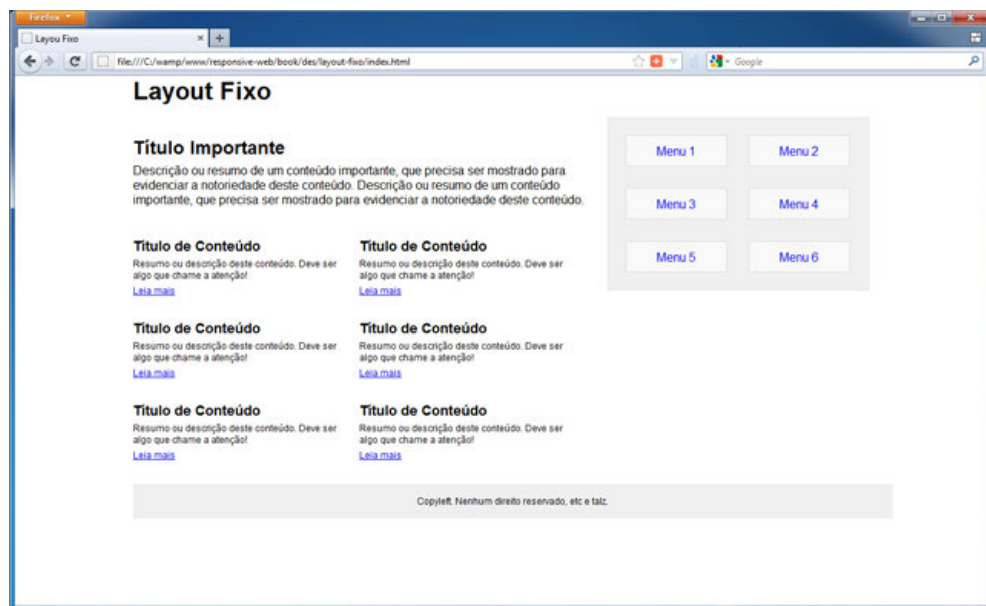 Firefox
Layou Fixo
file:///C:/wamp/www/responsive-web/book/des/layout-fixo/index.html
Google
Layout Fixo
Título Importante
Descrição ou resumo de um conteúdo importante, que precisa ser mostrado para
evidenciar a notoriedade deste conteúdo. Descrição ou resumo de um conteúdo
importante, que precisa ser mostrado para evidenciar a notoriedade deste conteúdo.
Menu 1
Menu 2
Menu 3
Menu 4
Menu 5
Menu 6
Título de Conteúdo
Resumo ou descrição deste conteúdo. Deve ser
algo que chame a atenção!
Leia mais
Título de Conteúdo
Resumo ou descrição deste conteúdo. Deve ser
algo que chame a atenção!
Leia mais
Título de Conteúdo
Resumo ou descrição deste conteúdo. Deve ser
algo que chame a atenção!
Leia mais
Título de Conteúdo
Resumo ou descrição deste conteúdo. Deve ser
algo que chame a atenção!
Leia mais
Título de Conteúdo
Resumo ou descrição deste conteúdo. Deve ser
algo que chame a atenção!
Leia mais
Título de Conteúdo
Resumo ou descrição deste conteúdo. Deve ser
algo que chame a atenção!
Leia mais
Copyleft. Nenhum direito reservado, etc e talz.